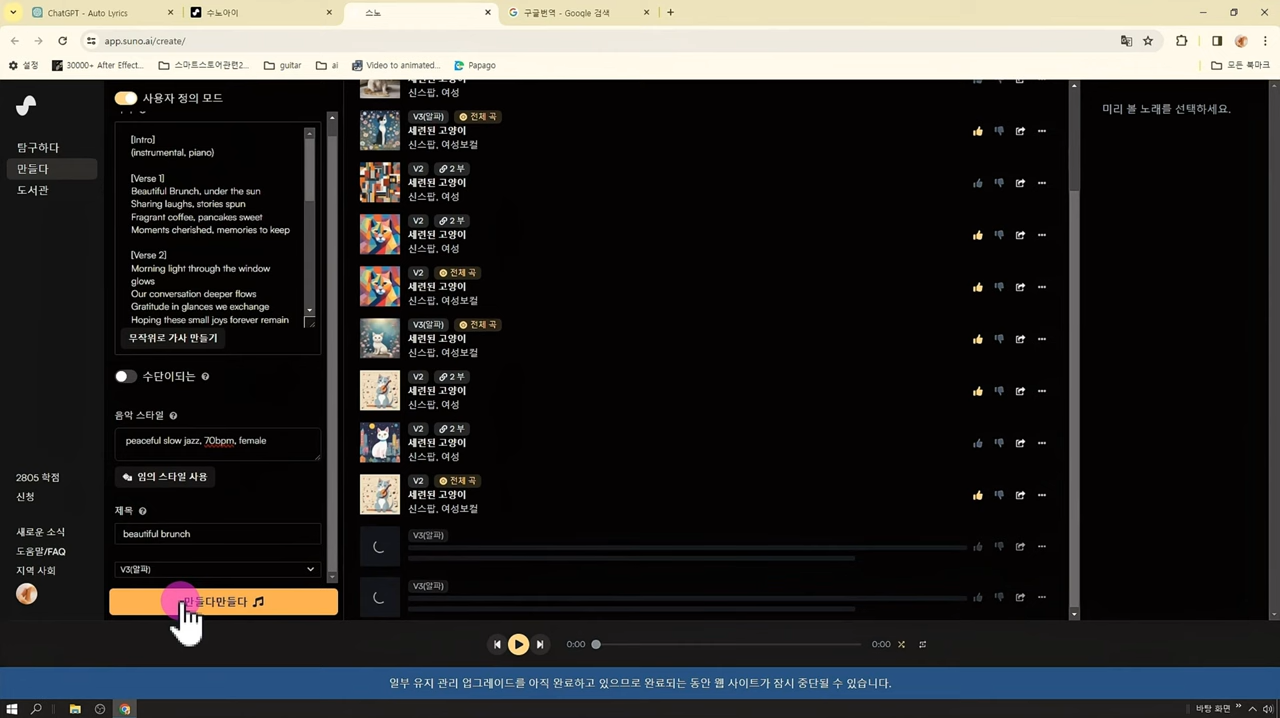 ChatGPT - Auto Lyrics
수노아이
스노
구글번역 - Google 검색
app.suno.ai/create/
설정
30000+ After Effect...
스마트스토어관련2...
guitar
ai
Video to animated...
Papago
모든 북마크
탐구하다
만들다
도서관
2805 학점
신청
새로운 소식
도움말/FAQ
지역 사회
사용자 정의 모드
[Intro]
(instrumental, piano)
[Verse 1]
Beautiful Brunch, under the sun
Sharing laughs, stories spun
Fragrant coffee, pancakes sweet
Moments cherished, memories to keep
[Verse 2]
Morning light through the window
glows
Our conversation deeper flows
Gratitude in glances we exchange
Hoping these small joys forever remain
무작위로 가사 만들기
수단이되는
음악 스타일
peaceful slow jazz, 70bpm, female
임의 스타일 사용
제목
beautiful brunch
V3(알파)
만들다만들다
신스팝, 여성
V3(알파) 전체 곡
세련된 고양이
신스팝, 여성보컬
V2 2 부
세련된 고양이
신스팝, 여성
V2 2 부
세련된 고양이
신스팝, 여성
V2 전체 곡
세련된 고양이
신스팝, 여성
V3(알파) 전체 곡
세련된 고양이
신스팝, 여성보컬
V2 2 부
세련된 고양이
신스팝, 여성
V2 2 부
세련된 고양이
신스팝, 여성
V2 전체 곡
세련된 고양이
신스팝, 여성
V3(알파)
V3(알파)
미리 볼 노래를 선택하세요.
0:00
0:00
일부 유지 관리 업그레이드를 아직 완료하고 있으므로 완료되는 동안 웹 사이트가 잠시 중단될 수 있습니다.
바탕 화면